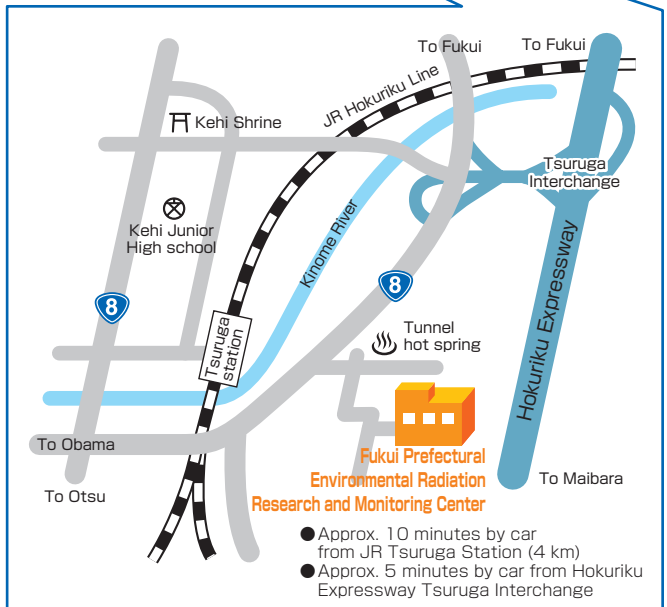 To Fukui
To Fukui
JR Hokuriku Line
Kehi Shrine
Tsuruga
Interchange
Kehi Junior
High school
Kinome River
8
8
Hokuriku Expressway
Tsuruga
station
Tunnel
hot spring
To Obama
To Otsu
Fukui Prefectural
Environmental Radiation
Research and Monitoring Center
To Maibara
●Approx. 10 minutes by car
from JR Tsuruga Station (4 km)
●Approx. 5 minutes by car from Hokuriku
Expressway Tsuruga Interchange